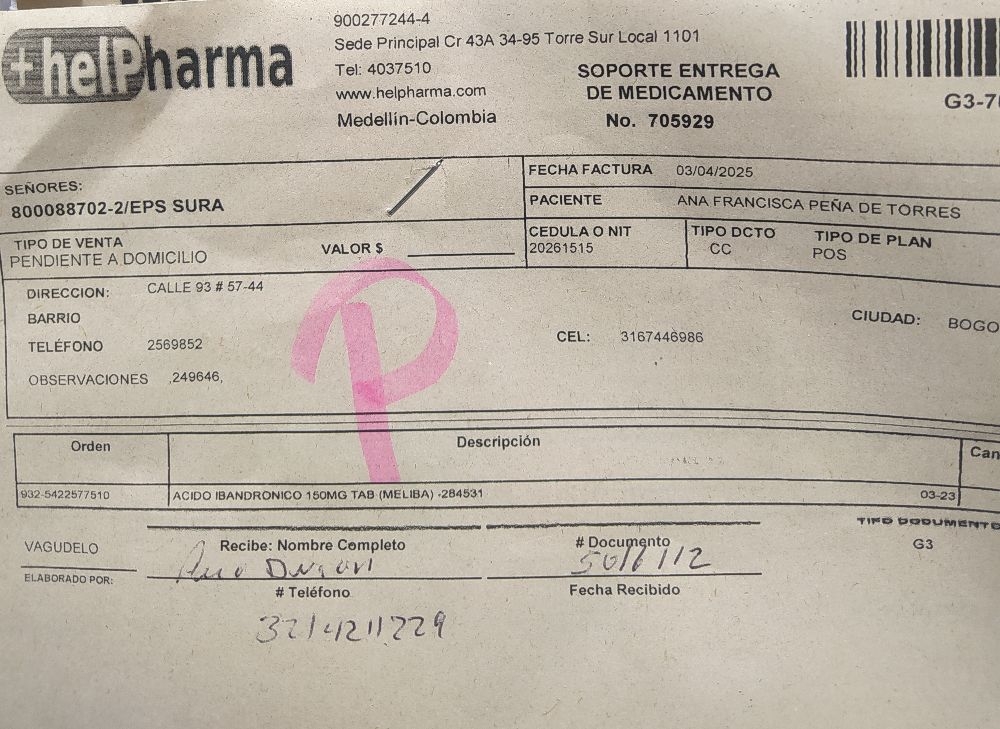 +helPharma
900277244-4
Sede Principal Cr 43A 34-95 Torre Sur Local 1101
Tel: 4037510
www.helpharma.com
Medellín-Colombia
SOPORTE ENTREGA
DE MEDICAMENTO
No. 705929
G3-70
SEÑORES:
800088702-2/EPS SURA
FECHA FACTURA 03/04/2025
PACIENTE ANA FRANCISCA PEÑA DE TORRES
TIPO DE VENTA
PENDIENTE A DOMICILIO
VALOR $
CEDULA O NIT
20261515
TIPO DCTO
CC
TIPO DE PLAN
POS
DIRECCION: CALLE 93 # 57-44
BARRIO
CIUDAD: BOGO
TELÉFONO 2569852
CEL: 3167446986
OBSERVACIONES ,249646,
P
Orden Descripción Can
932-5422577510 ACIDO IBANDRONICO 150MG TAB (MELIBA) -284531 03-23
TIPO DOCUMENTO
G3
VAGUDELO
ELABORADO POR:
Recibe: Nombre Completo
# Documento
# Teléfono
Fecha Recibido
3214211229